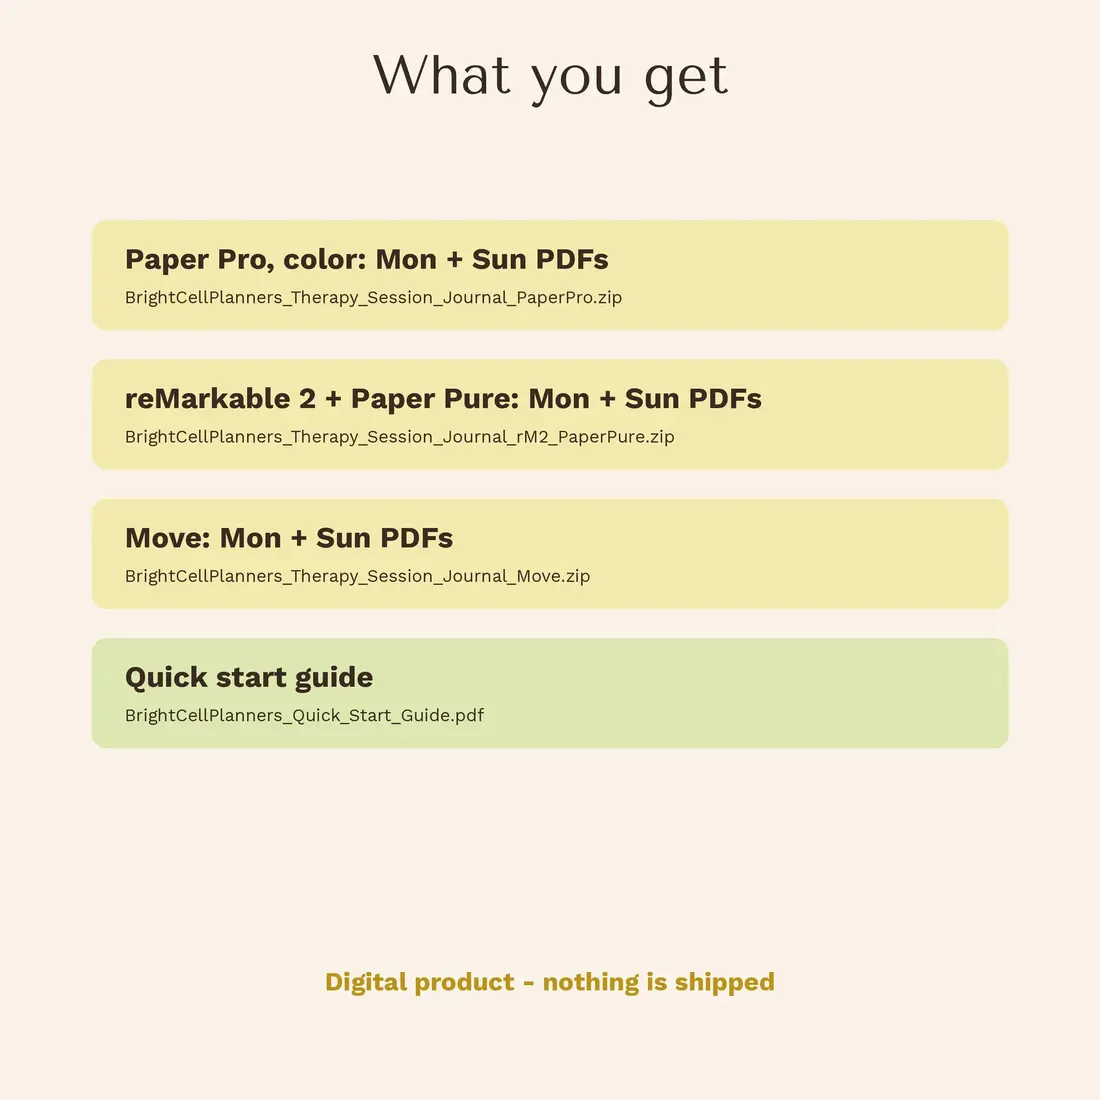 What you get
Paper Pro, color: Mon + Sun PDFs
BrightCellPlanners_Therapy_Session_Journal_PaperPro.zip
reMarkable 2 + Paper Pure: Mon + Sun PDFs
BrightCellPlanners_Therapy_Session_Journal_rM2_PaperPure.zip
Move: Mon + Sun PDFs
BrightCellPlanners_Therapy_Session_Journal_Move.zip
Quick start guide
BrightCellPlanners_Quick_Start_Guide.pdf
Digital product - nothing is shipped